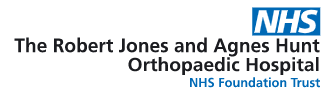 NHS
The Robert Jones and Agnes Hunt
Orthopaedic Hospital
NHS Foundation Trust